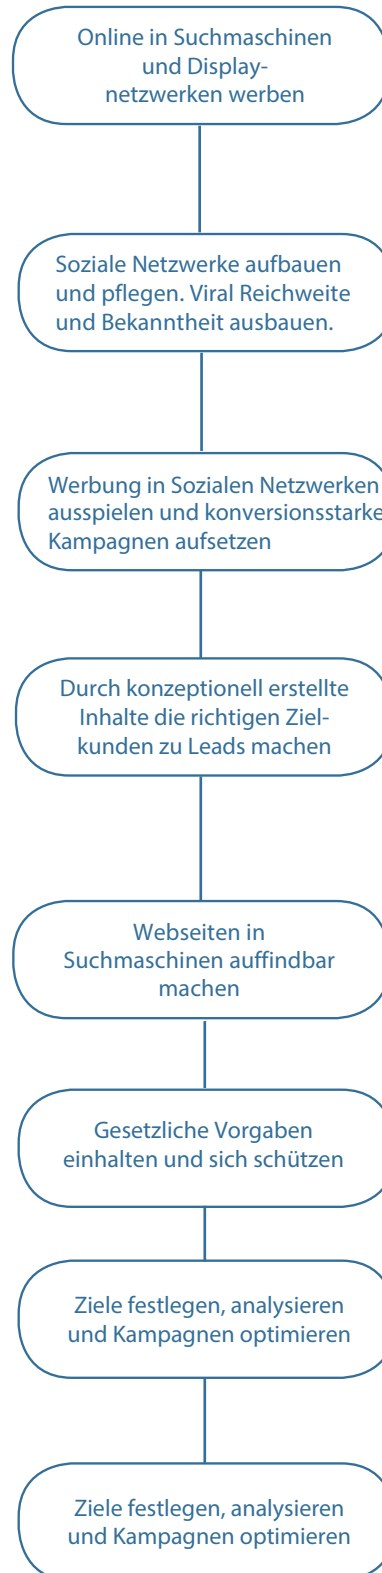 Online in Suchmaschinen
und Display-
netzwerken werben
Soziale Netzwerke aufbauen
und pflegen. Viral Reichweite
und Bekanntheit ausbauen.
Werbung in Sozialen Netzwerken
ausspielen und konversionsstarke
Kampagnen aufsetzen
Durch konzeptionell erstellte
Inhalte die richtigen Ziel-
kunden zu Leads machen
Webseiten in
Suchmaschinen auffindbar
machen
Gesetzliche Vorgaben
einhalten und sich schützen
Ziele festlegen, analysieren
und Kampagnen optimieren
Ziele festlegen, analysieren
und Kampagnen optimieren